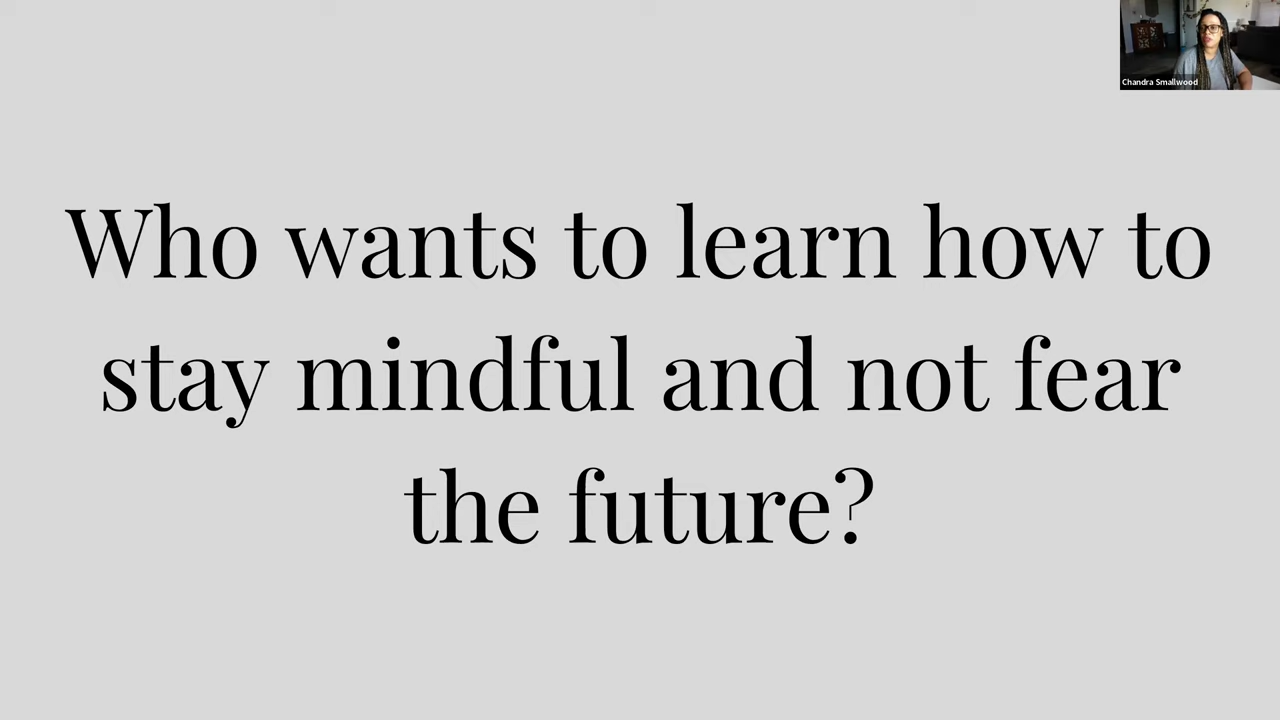 Chandra Smallwood
Who wants to learn how to
stay mindful and not fear
the future?